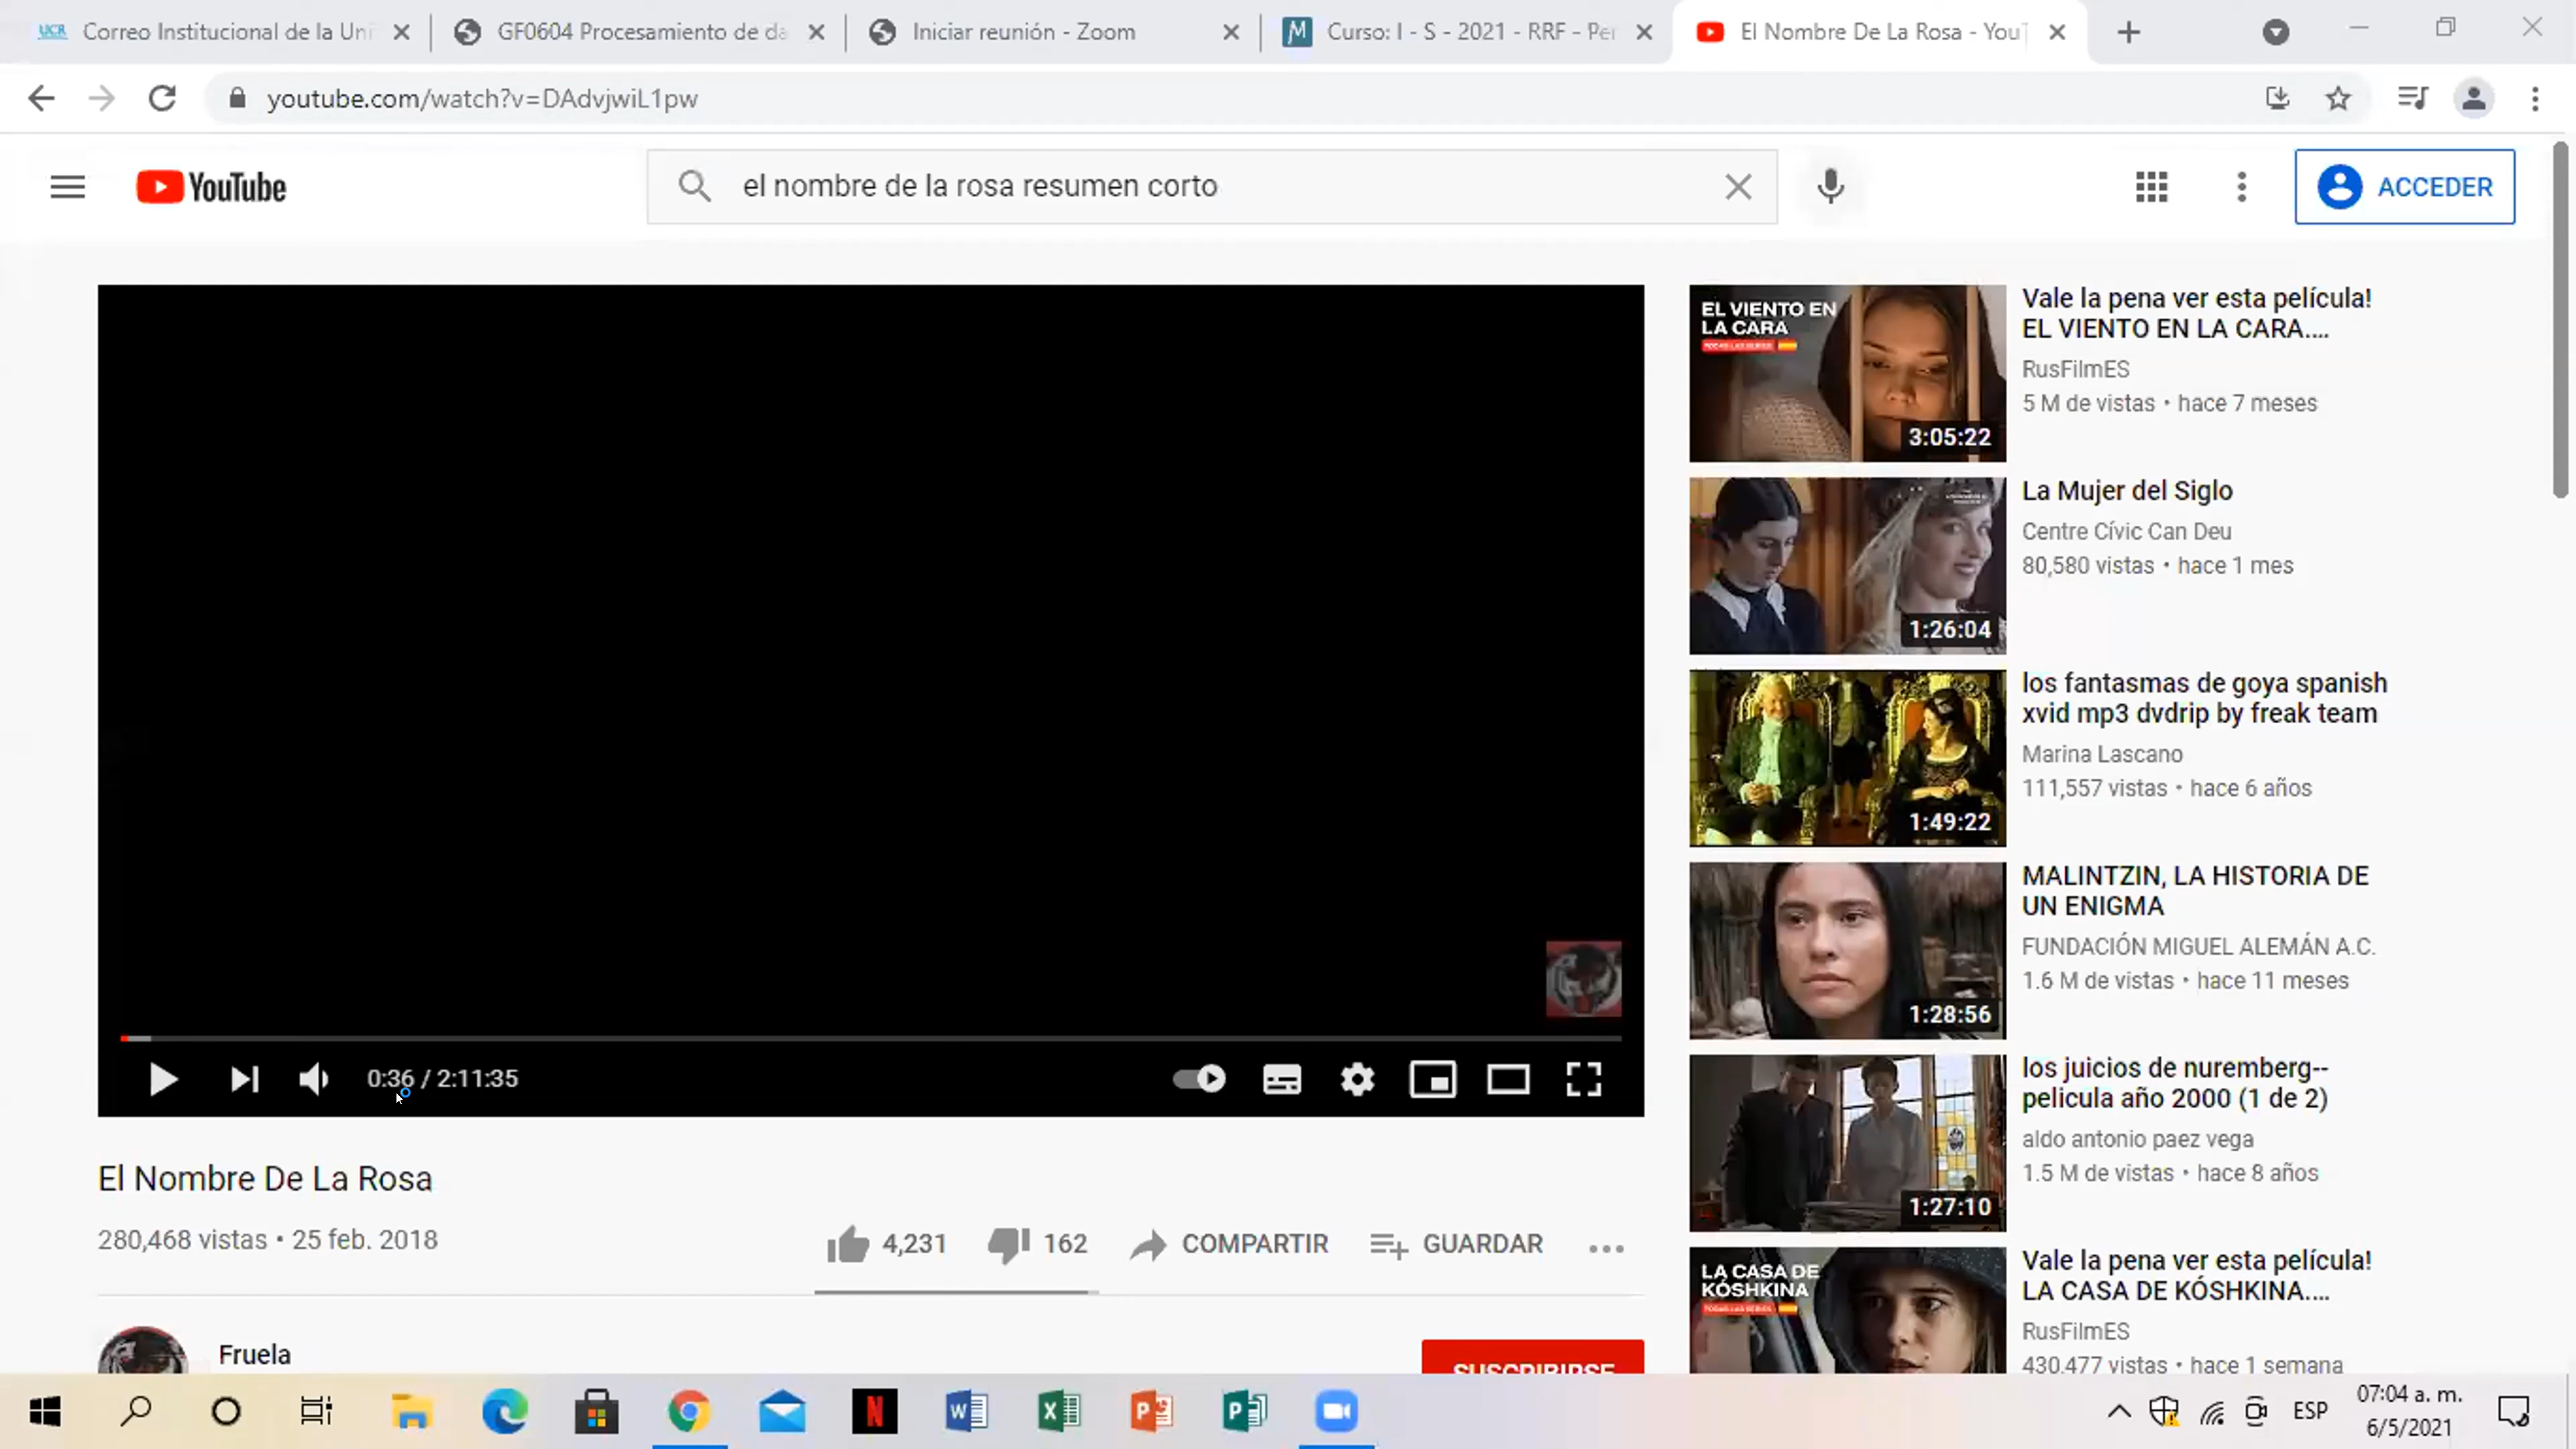 UCR Correo Institucional de la Uni
GF0604 Procesamiento de da
Iniciar reunión - Zoom
Curso: I - S - 2021 - RRF - Per
El Nombre De La Rosa - YouT
youtube.com/watch?v=DAdvjwiL1pw
YouTube
el nombre de la rosa resumen corto
ACCEDER
EL VIENTO EN
LA CARA
3:05:22
Vale la pena ver esta película!
EL VIENTO EN LA CARA....
RusFilmES
5 M de vistas • hace 7 meses
1:26:04
La Mujer del Siglo
Centre Cívic Can Deu
80,580 vistas • hace 1 mes
1:49:22
los fantasmas de goya spanish
xvid mp3 dvdrip by freak team
Marina Lascano
111,557 vistas • hace 6 años
1:28:56
MALINTZIN, LA HISTORIA DE
UN ENIGMA
FUNDACIÓN MIGUEL ALEMÁN A.C.
1.6 M de vistas • hace 11 meses
1:27:10
los juicios de nuremberg--
pelicula año 2000 (1 de 2)
aldo antonio paez vega
1.5 M de vistas • hace 8 años
LA CASA DE
KÓSHKINA
Vale la pena ver esta película!
LA CASA DE KÓSHKINA....
RusFilmES
430,477 vistas • hace 1 semana
0:36 / 2:11:35
El Nombre De La Rosa
280,468 vistas • 25 feb. 2018
4,231
162
COMPARTIR
GUARDAR
Fruela
SUSCRIBIRSE
ESP
07:04 a. m.
6/5/2021